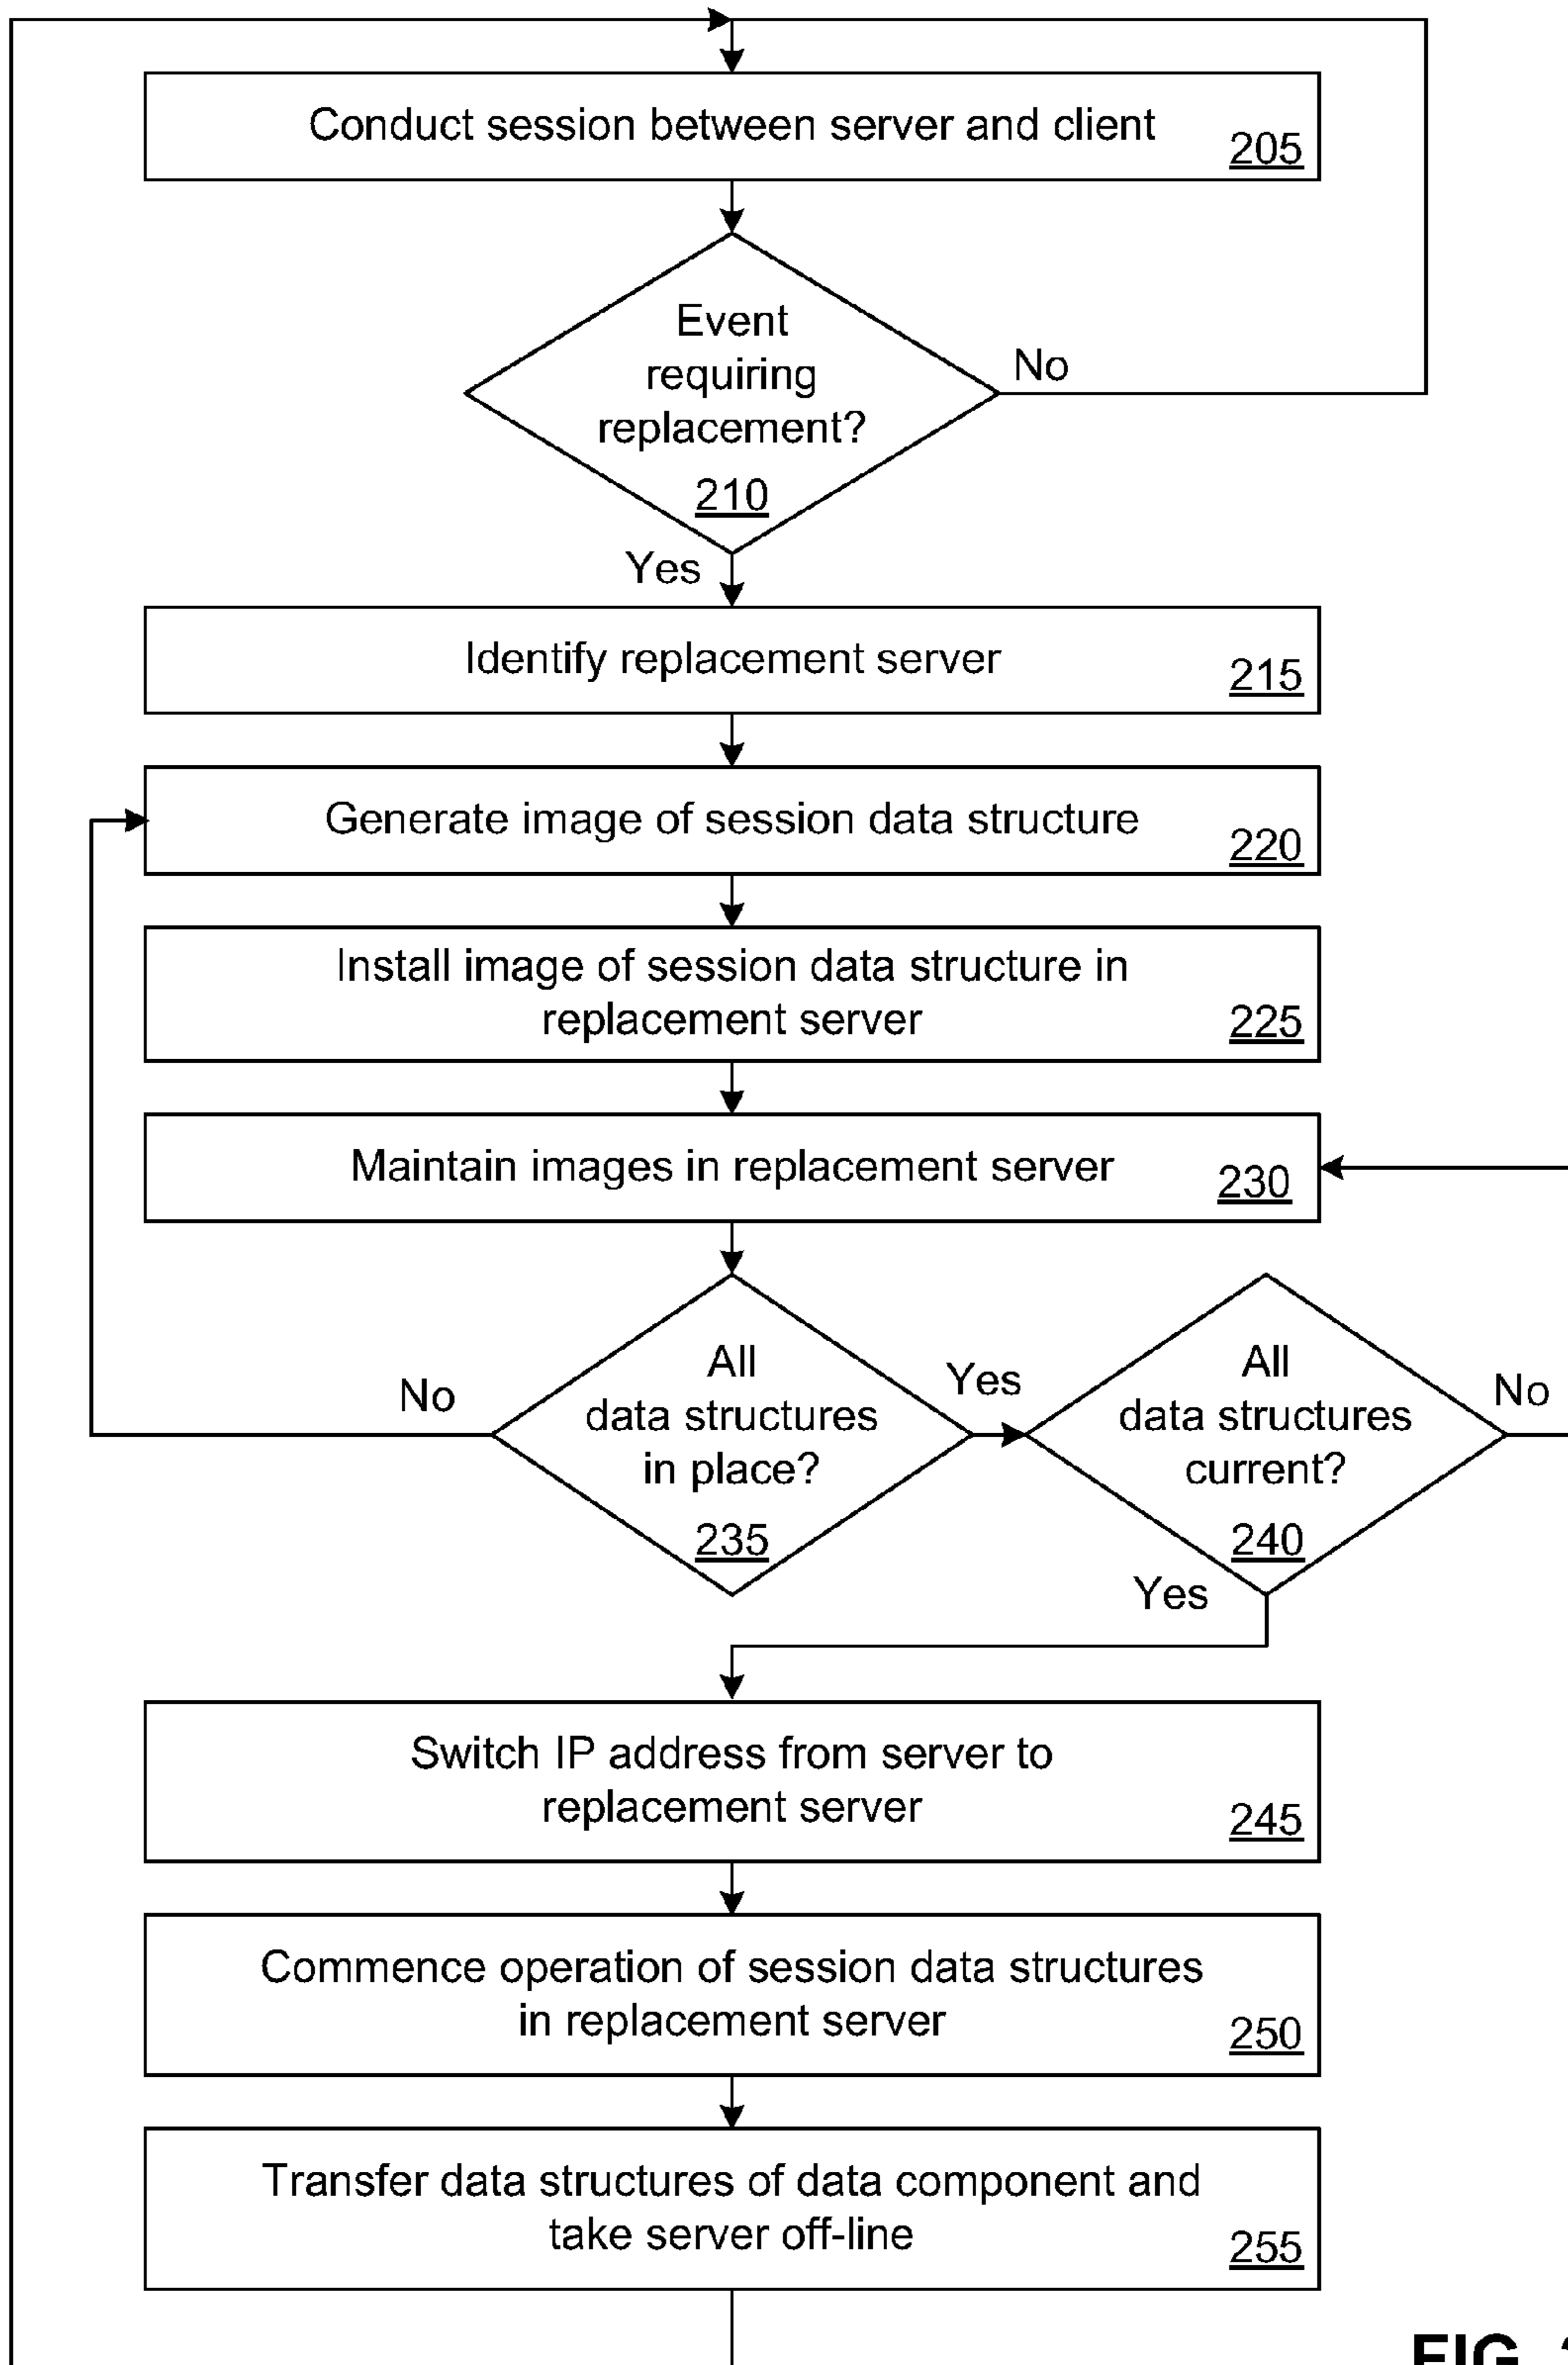 Conduct session between server and client
205
Event
requiring
replacement?
210
No
Yes
Identify replacement server
215
Generate image of session data structure
220
Install image of session data structure in
replacement server
225
Maintain images in replacement server
230
All
data structures
in place?
235
No
Yes
All
data structures
current?
240
No
Yes
Switch IP address from server to
replacement server
245
Commence operation of session data structures
in replacement server
250
Transfer data structures of data component and
take server off-line
255
FIG.